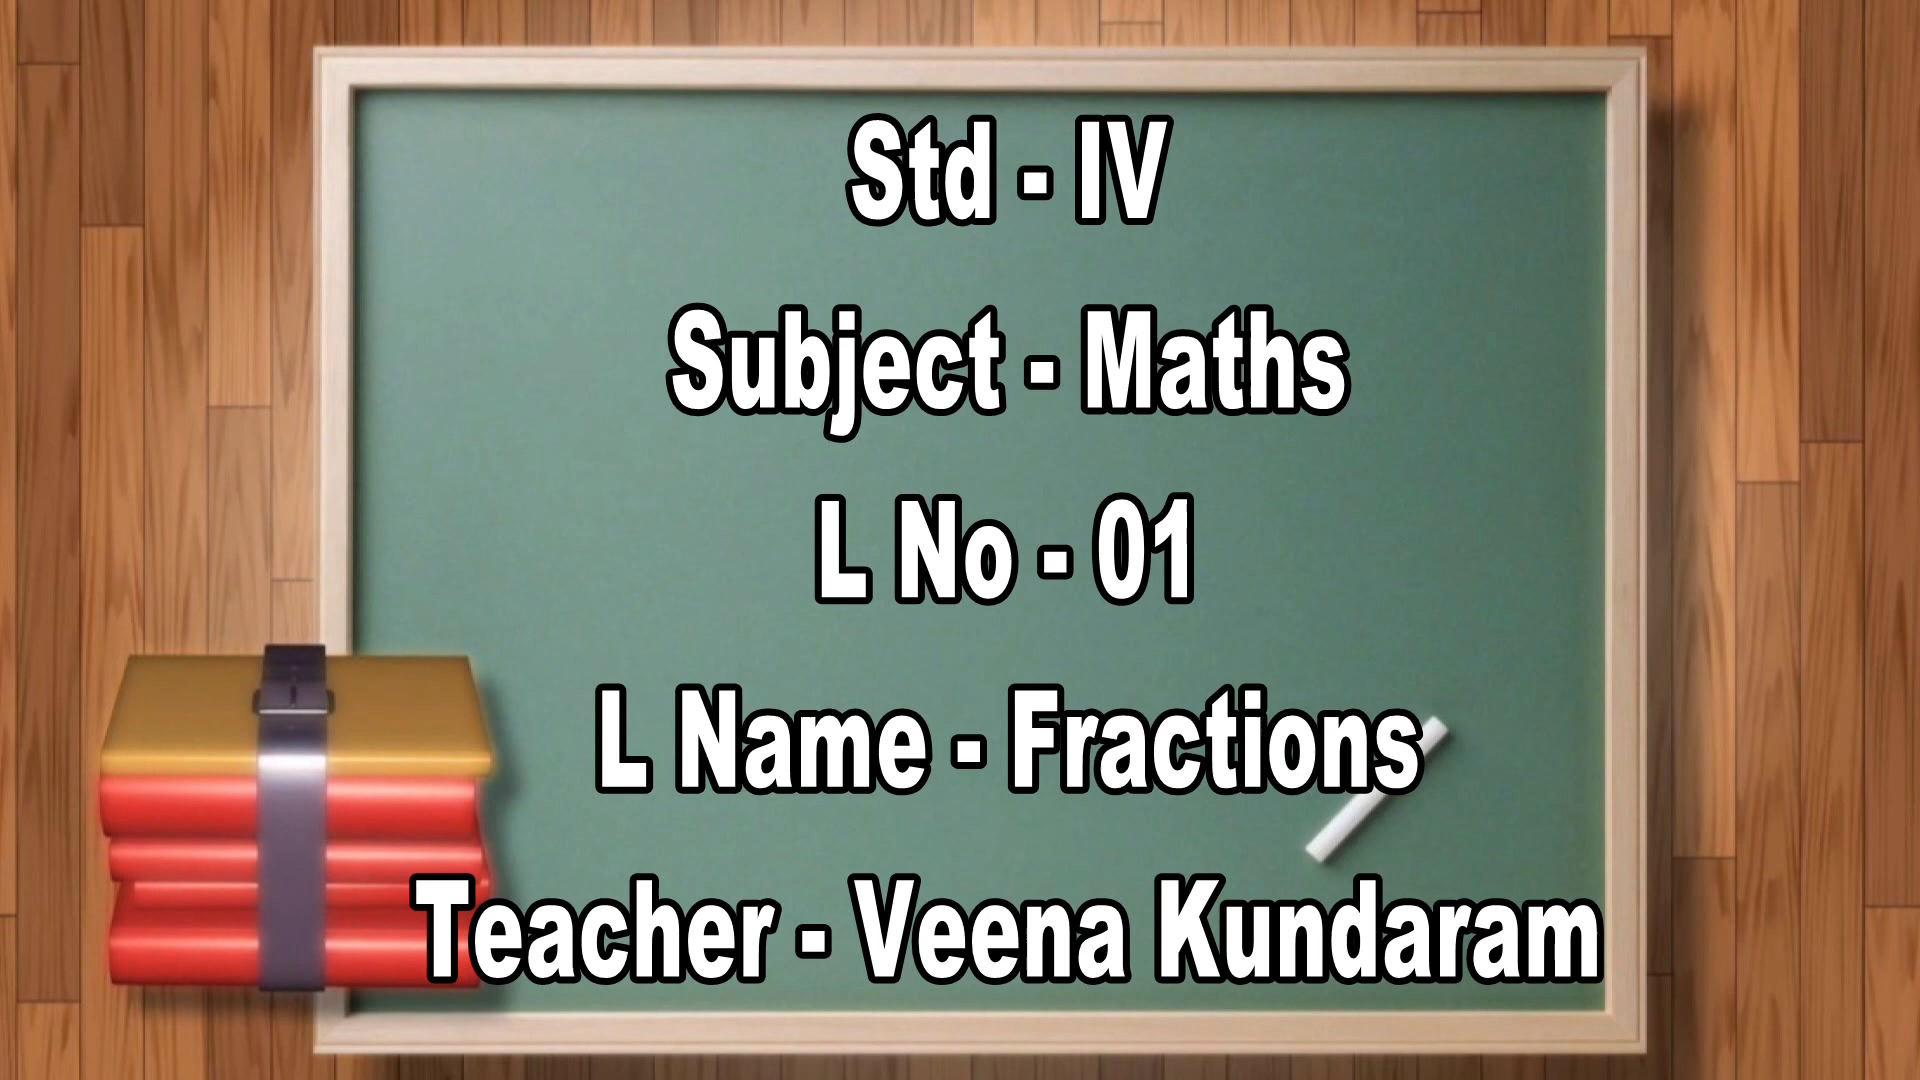 Std - IV
Subject - Maths
L No - 01
L Name - Fractions
Teacher - Veena Kundaram